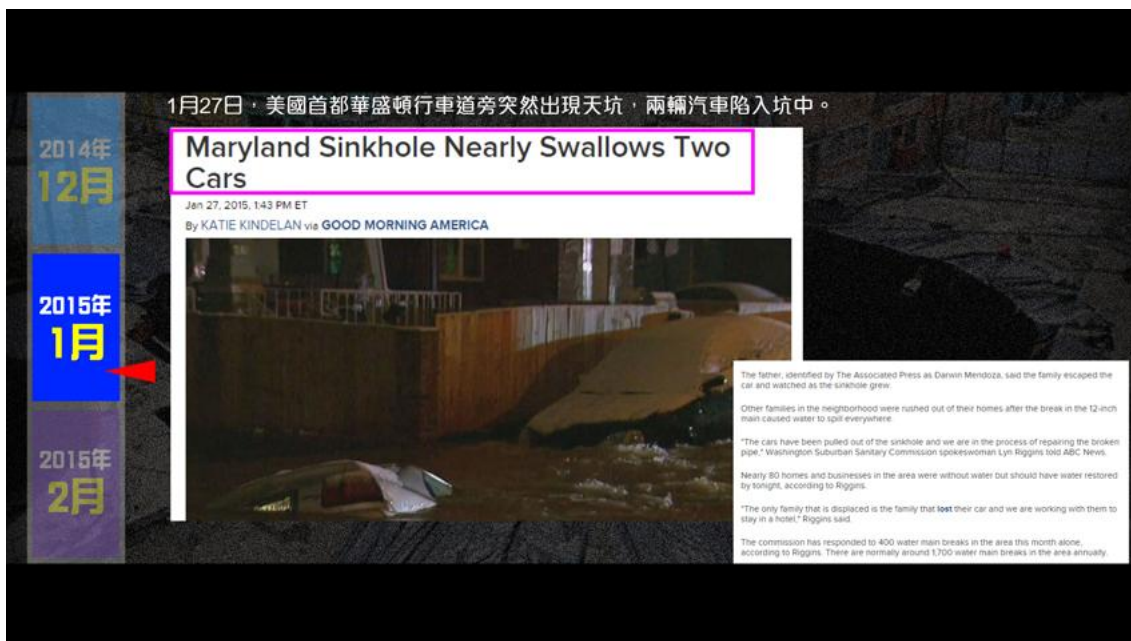 1月27日，美國首都華盛頓行車道旁突然出現天坑，兩輛汽車陷入坑中。
2014年
12月
2015年
1月
2015年
2月
Maryland Sinkhole Nearly Swallows Two
Cars
Jan 27, 2015, 1:43 PM ET
By KATIE KINDELAN via GOOD MORNING AMERICA
The father, identified by The Associated Press as Darwin Mendoza, said the family escaped the
car and watched as the sinkhole grew.
Other families in the neighborhood were rushed out of their homes after the break in the 12-inch
main caused water to spill everywhere.
"The cars have been pulled out of the sinkhole and we are in the process of repairing the broken
pipe," Washington Suburban Sanitary Commission spokeswoman Lyn Riggins told ABC News.
Nearly 80 homes and businesses in the area were without water but should have water restored
by tonight, according to Riggins.
"The only family that is displaced is the family that lost their car and we are working with them to
stay in a hotel," Riggins said.
The commission has responded to 400 water main breaks in the area this month alone,
according to Riggins. There are normally around 1,700 water main breaks in the area annually.